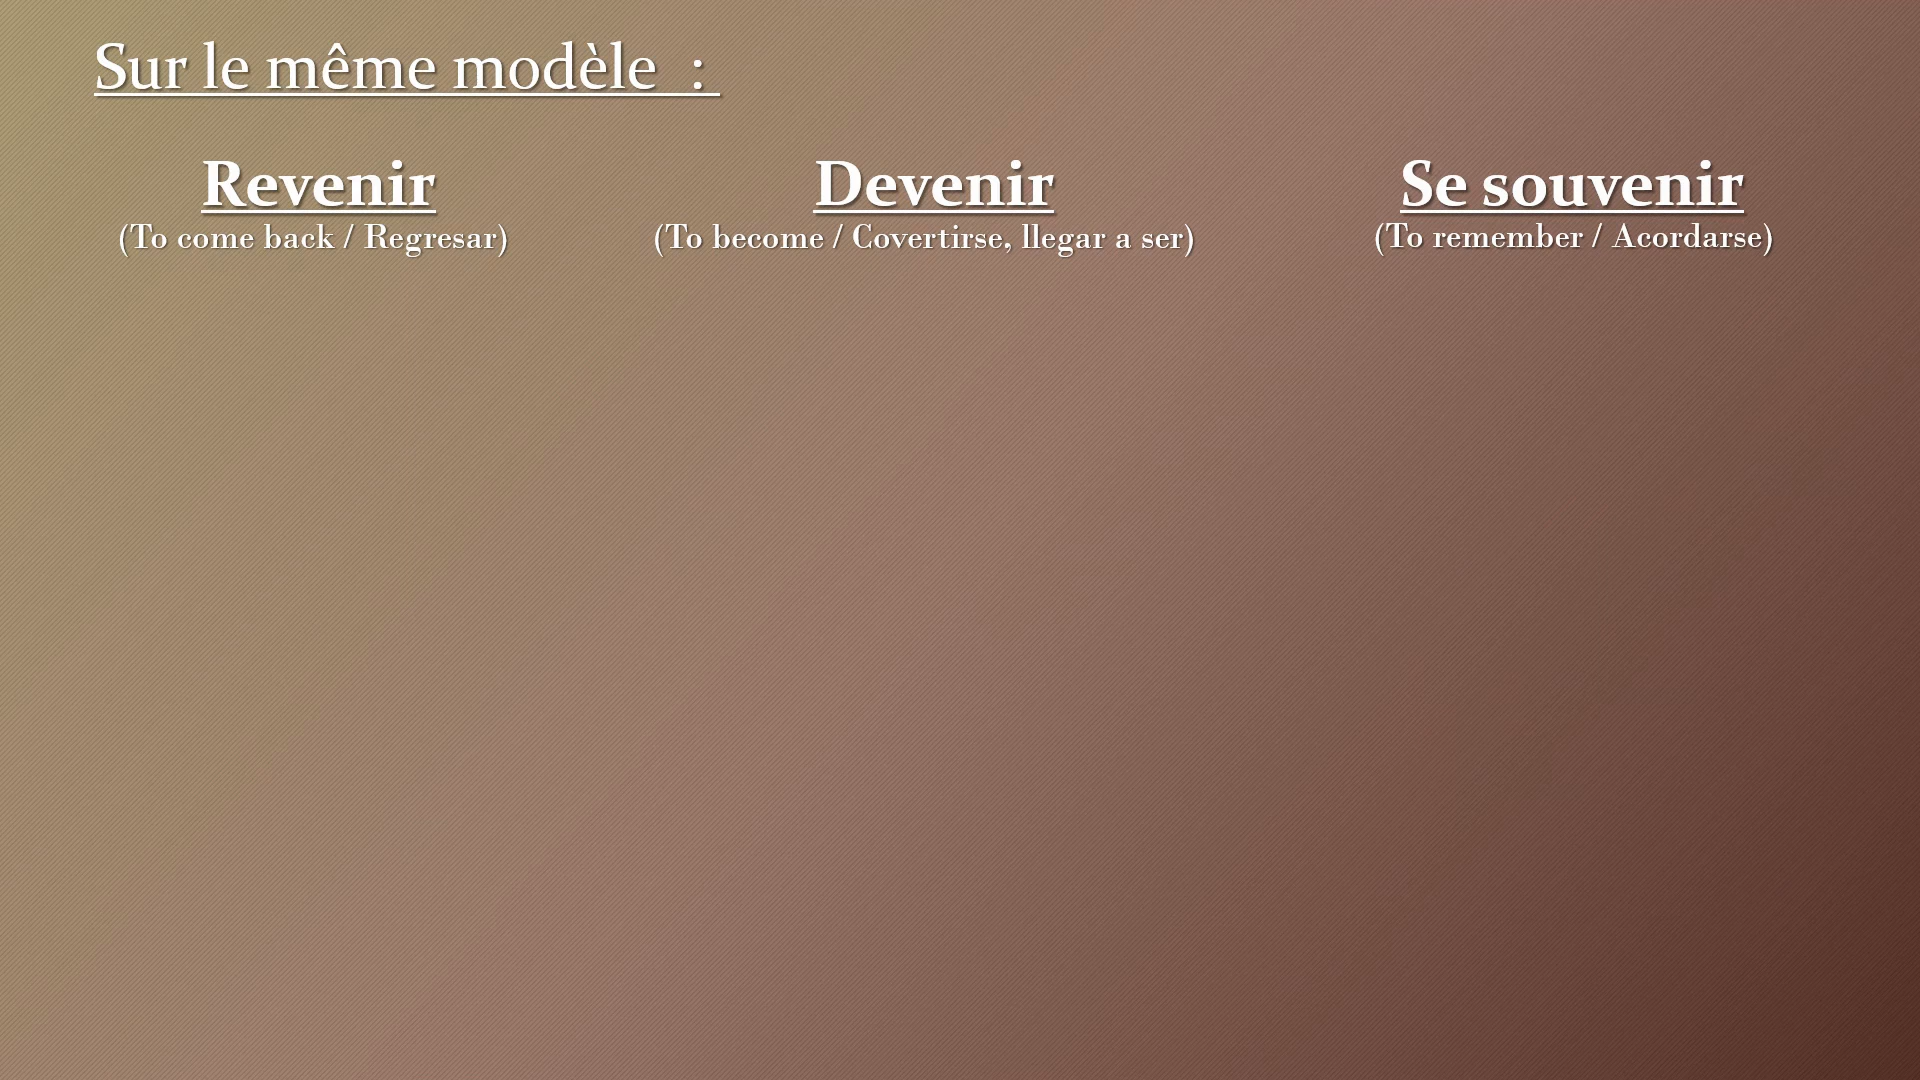 Sur le même modèle  :
Revenir
(To come back / Regresar)
Devenir
(To become / Covertirse, llegar a ser)
Se souvenir
(To remember / Acordarse)